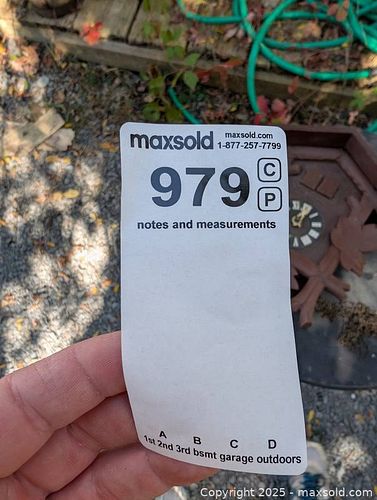 maxsold maxsold.com
1-877-257-7799
979 C
P
notes and measurements
A B C D
1st 2nd 3rd bsmt garage outdoors
Copyright 2025 - maxsold.com